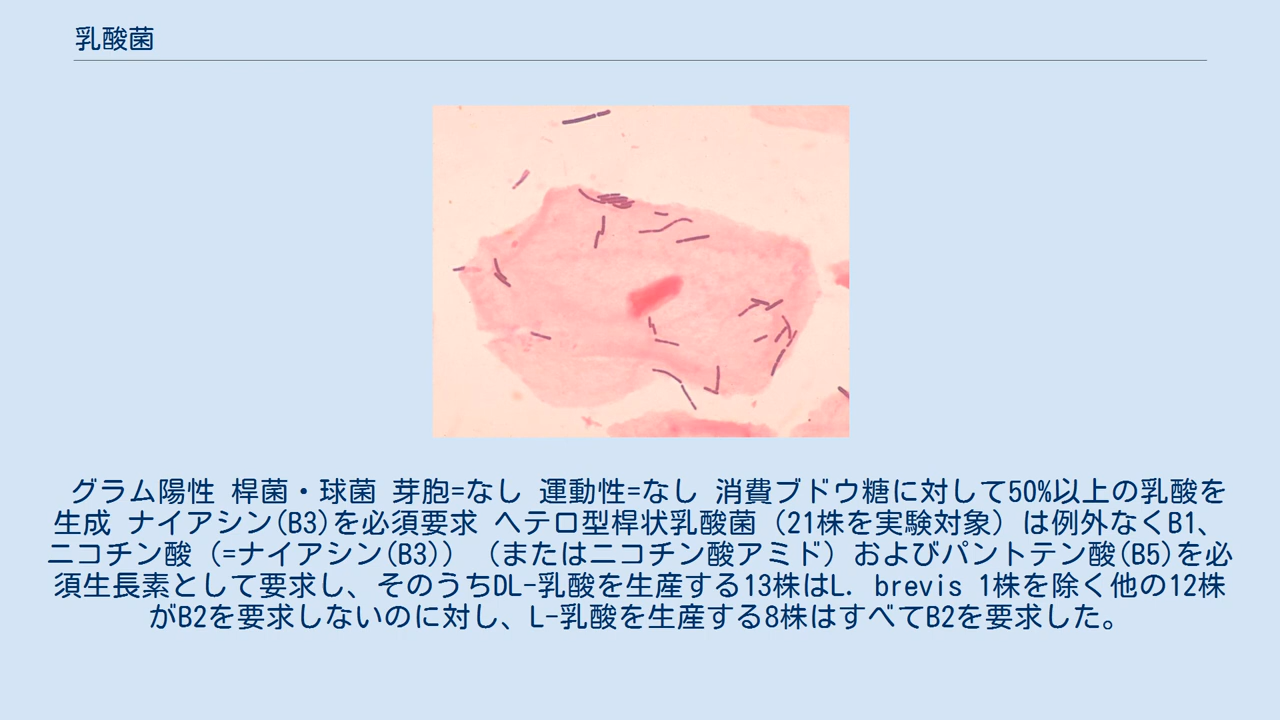 乳酸菌
グラム陽性 桿菌・球菌 芽胞=なし 運動性=なし 消費ブドウ糖に対して50%以上の乳酸を
生成 ナイアシン(B3)を必須要求 ヘテロ型桿状乳酸菌（21株を実験対象）は例外なくB1、
ニコチン酸（=ナイアシン(B3)）（またはニコチン酸アミド）およびパントテン酸(B5)を必
須生長素として要求し、そのうちDL-乳酸を生産する13株はL. brevis 1株を除く他の12株
がB2を要求しないのに対し、L-乳酸を生産する8株はすべてB2を要求した。